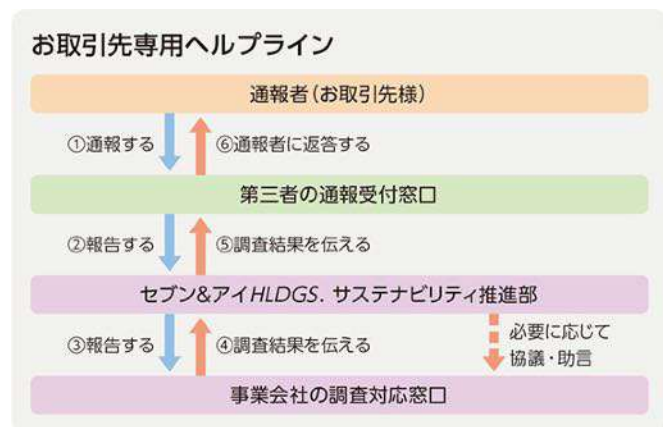 お取引先専用ヘルプライン
通報者（お取引先様）
①通報する
⑥通報者に返答する
第三者の通報受付窓口
②報告する
⑤調査結果を伝える
セブン&アイHLDGS. サステナビリティ推進部
③報告する
④調査結果を伝える
必要に応じて
協議・助言
事業会社の調査対応窓口